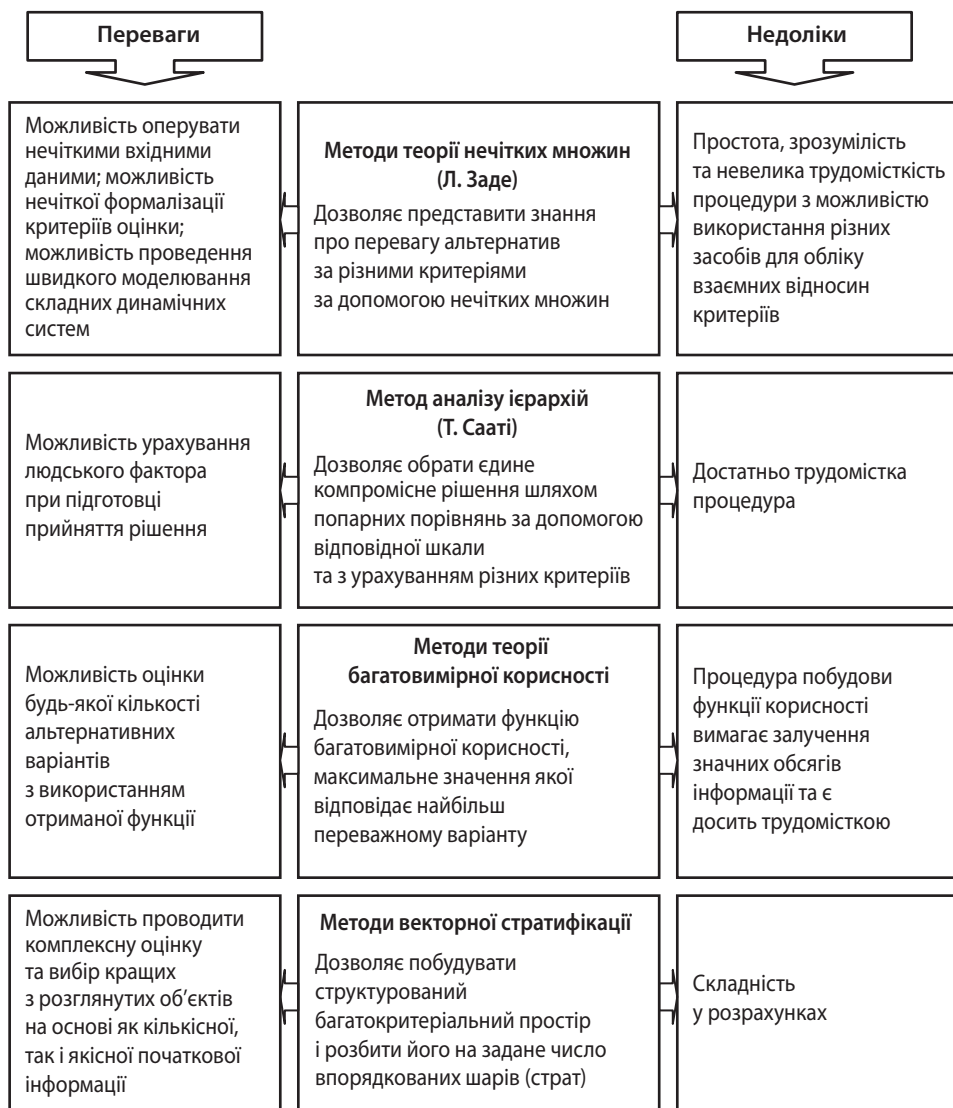 Переваги
Недоліки
Можливість оперувати
нечіткими вхідними
даними; можливість
нечіткої формалізації
критеріїв оцінки;
можливість проведення
швидкого моделювання
складних динамічних
систем
Методи теорії нечітких множин
(Л. Заде)
Дозволяє представити знання
про перевагу альтернатив
за різними критеріями
за допомогою нечітких множин
Простота, зрозумілість
та невелика трудомісткість
процедури з можливістю
використання різних
засобів для обліку
взаємних відносин
критеріїв
Можливість урахування
людського фактора
при підготовці
прийняття рішення
Метод аналізу ієрархій
(Т. Сааті)
Дозволяє обрати єдине
компромісне рішення шляхом
попарних порівнянь за допомогою
відповідної шкали
та з урахуванням різних критеріїв
Достатньо трудомістка
процедура
Можливість оцінки
будь-якої кількості
альтернативних
варіантів
з використанням
отриманої функції
Методи теорії
багатовимірної корисності
Дозволяє отримати функцію
багатовимірної корисності,
максимальне значення якої
відповідає найбільш
переважному варіанту
Процедура побудови
функції корисності
вимагає залучення
значних обсягів
інформації та є
досить трудомісткою
Можливість проводити
комплексну оцінку
та вибір кращих
з розглянутих об’єктів
на основі як кількісної,
так і якісної початкової
інформації
Методи векторної стратифікації
Дозволяє побудувати
структурований
багатокритеріальний простір
і розбити його на задане число
впорядкованих шарів (страт)
Складність
у розрахунках